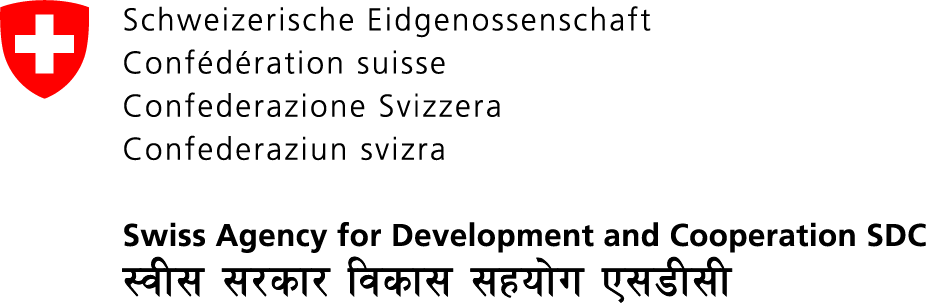 Schweizerische Eidgenossenschaft
Confédération suisse
Confederazione Svizzera
Confederaziun svizra
Swiss Agency for Development and Cooperation SDC
स्वीस सरकार विकास सहयोग एसडीसी